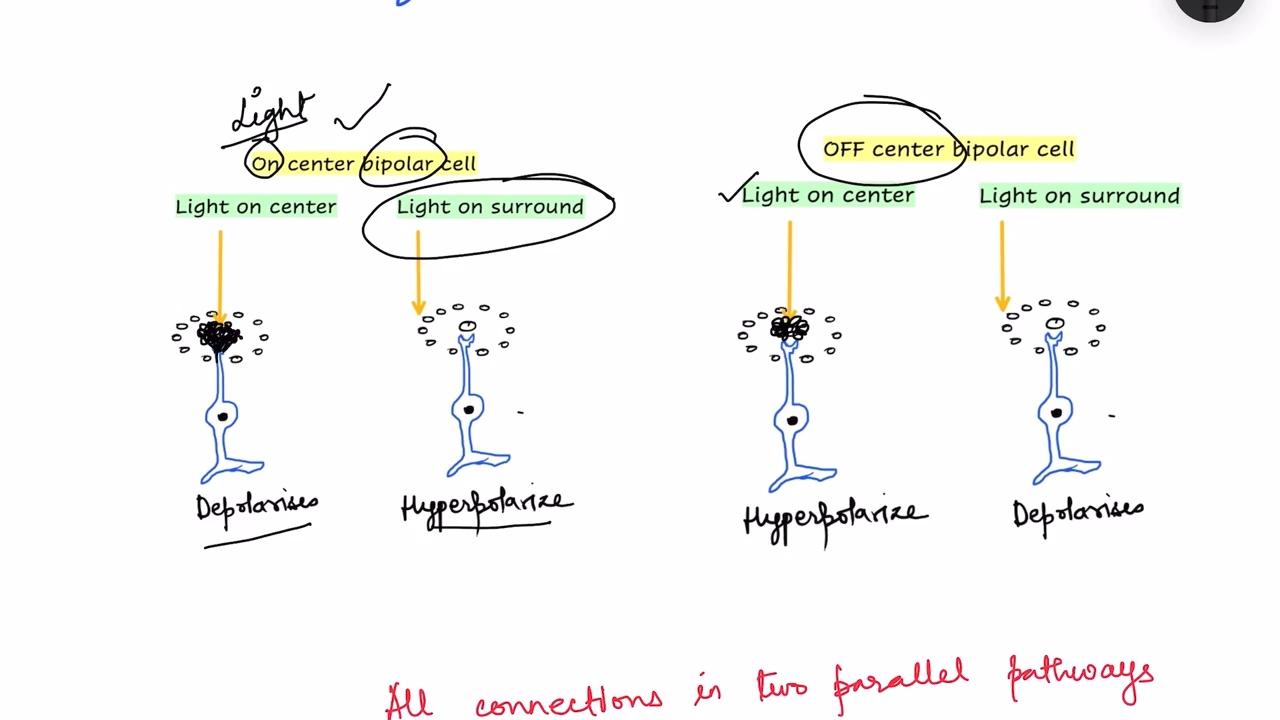 Light
On center bipolar cell
OFF center bipolar cell
Light on center
Light on surround
Light on center
Light on surround
Depolarises
Hyperpolarize
Hyperpolarize
Depolarises
All connections in two parallel pathways